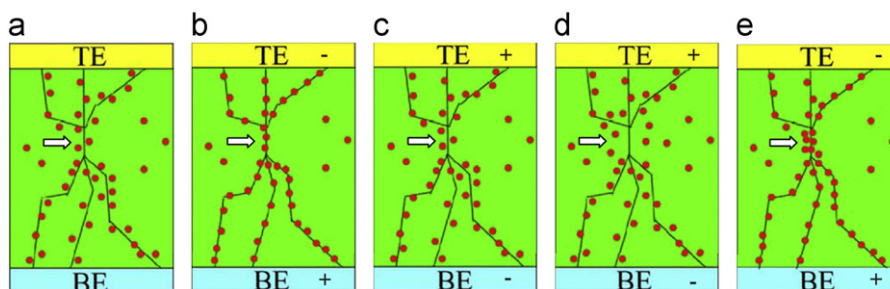 a b c d e
TE TE - TE + TE + TE -
BE BE + BE - BE - BE +